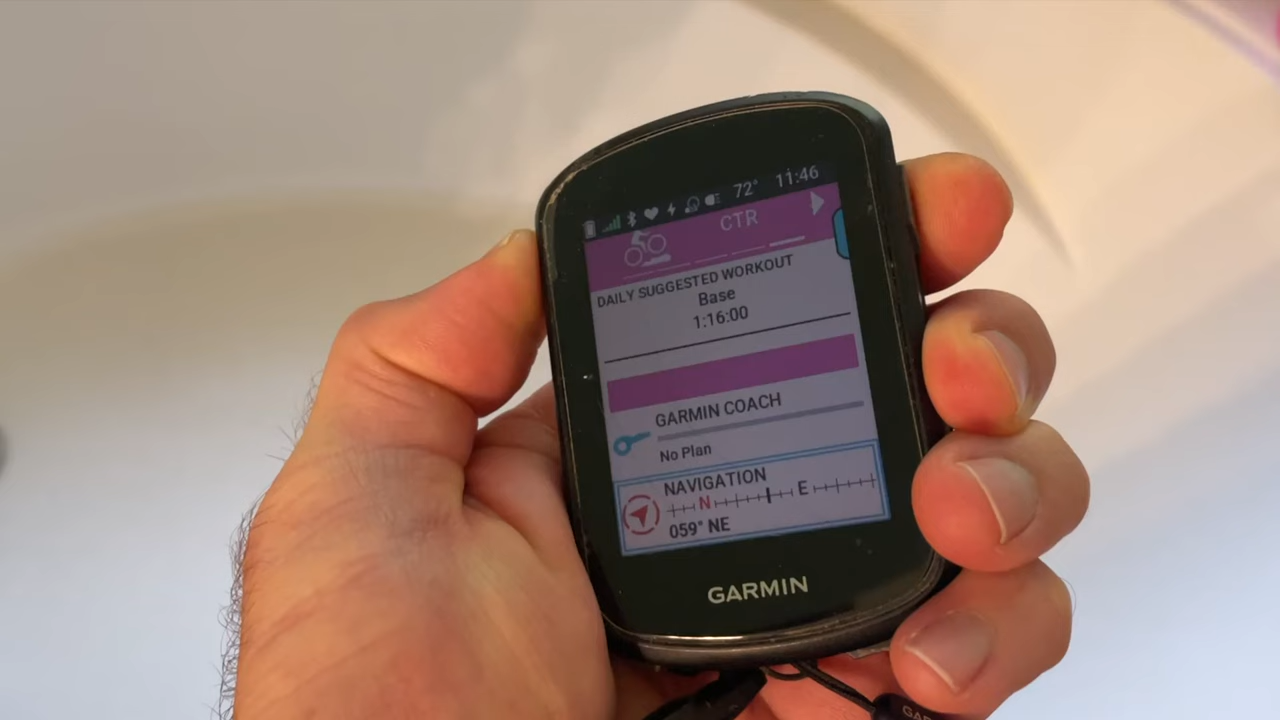 72° 11:46
CTR
DAILY SUGGESTED WORKOUT
Base
1:16:00
GARMIN COACH
No Plan
NAVIGATION
N E
059° NE
GARMIN
GAR